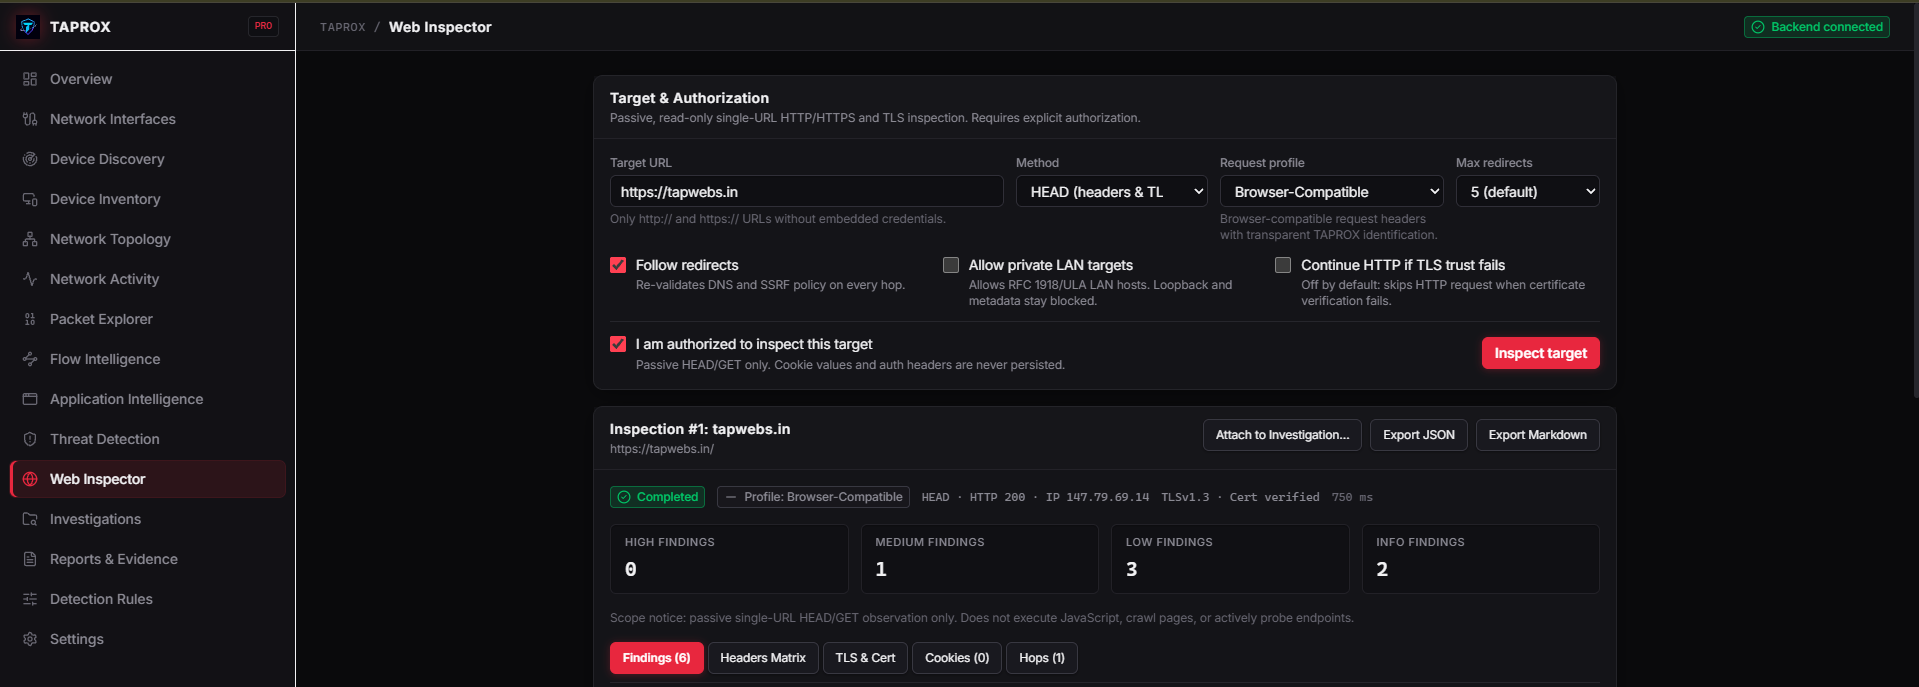 TAPROX
PRO
Overview
Network Interfaces
Device Discovery
Device Inventory
Network Topology
Network Activity
Packet Explorer
Flow Intelligence
Application Intelligence
Threat Detection
Web Inspector
Investigations
Reports & Evidence
Detection Rules
Settings
TAPROX / Web Inspector
Backend connected
Target & Authorization
Passive, read-only single-URL HTTP/HTTPS and TLS inspection. Requires explicit authorization.
Target URL
https://tapwebs.in
Only http:// and https:// URLs without embedded credentials.
Method
HEAD (headers & TL
Request profile
Browser-Compatible
Browser-compatible request headers
with transparent TAPROX identification.
Max redirects
5 (default)
Follow redirects
Re-validates DNS and SSRF policy on every hop.
Allow private LAN targets
Allows RFC 1918/ULA LAN hosts. Loopback and
metadata stay blocked.
Continue HTTP if TLS trust fails
Off by default: skips HTTP request when certificate
verification fails.
I am authorized to inspect this target
Passive HEAD/GET only. Cookie values and auth headers are never persisted.
Inspect target
Inspection #1: tapwebs.in
https://tapwebs.in/
Attach to Investigation...
Export JSON
Export Markdown
Completed
— Profile: Browser-Compatible
HEAD · HTTP 200 · IP 147.79.69.14 TLSv1.3 · Cert verified 750 ms
HIGH FINDINGS
0
MEDIUM FINDINGS
1
LOW FINDINGS
3
INFO FINDINGS
2
Scope notice: passive single-URL HEAD/GET observation only. Does not execute JavaScript, crawl pages, or actively probe endpoints.
Findings (6)
Headers Matrix
TLS & Cert
Cookies (0)
Hops (1)